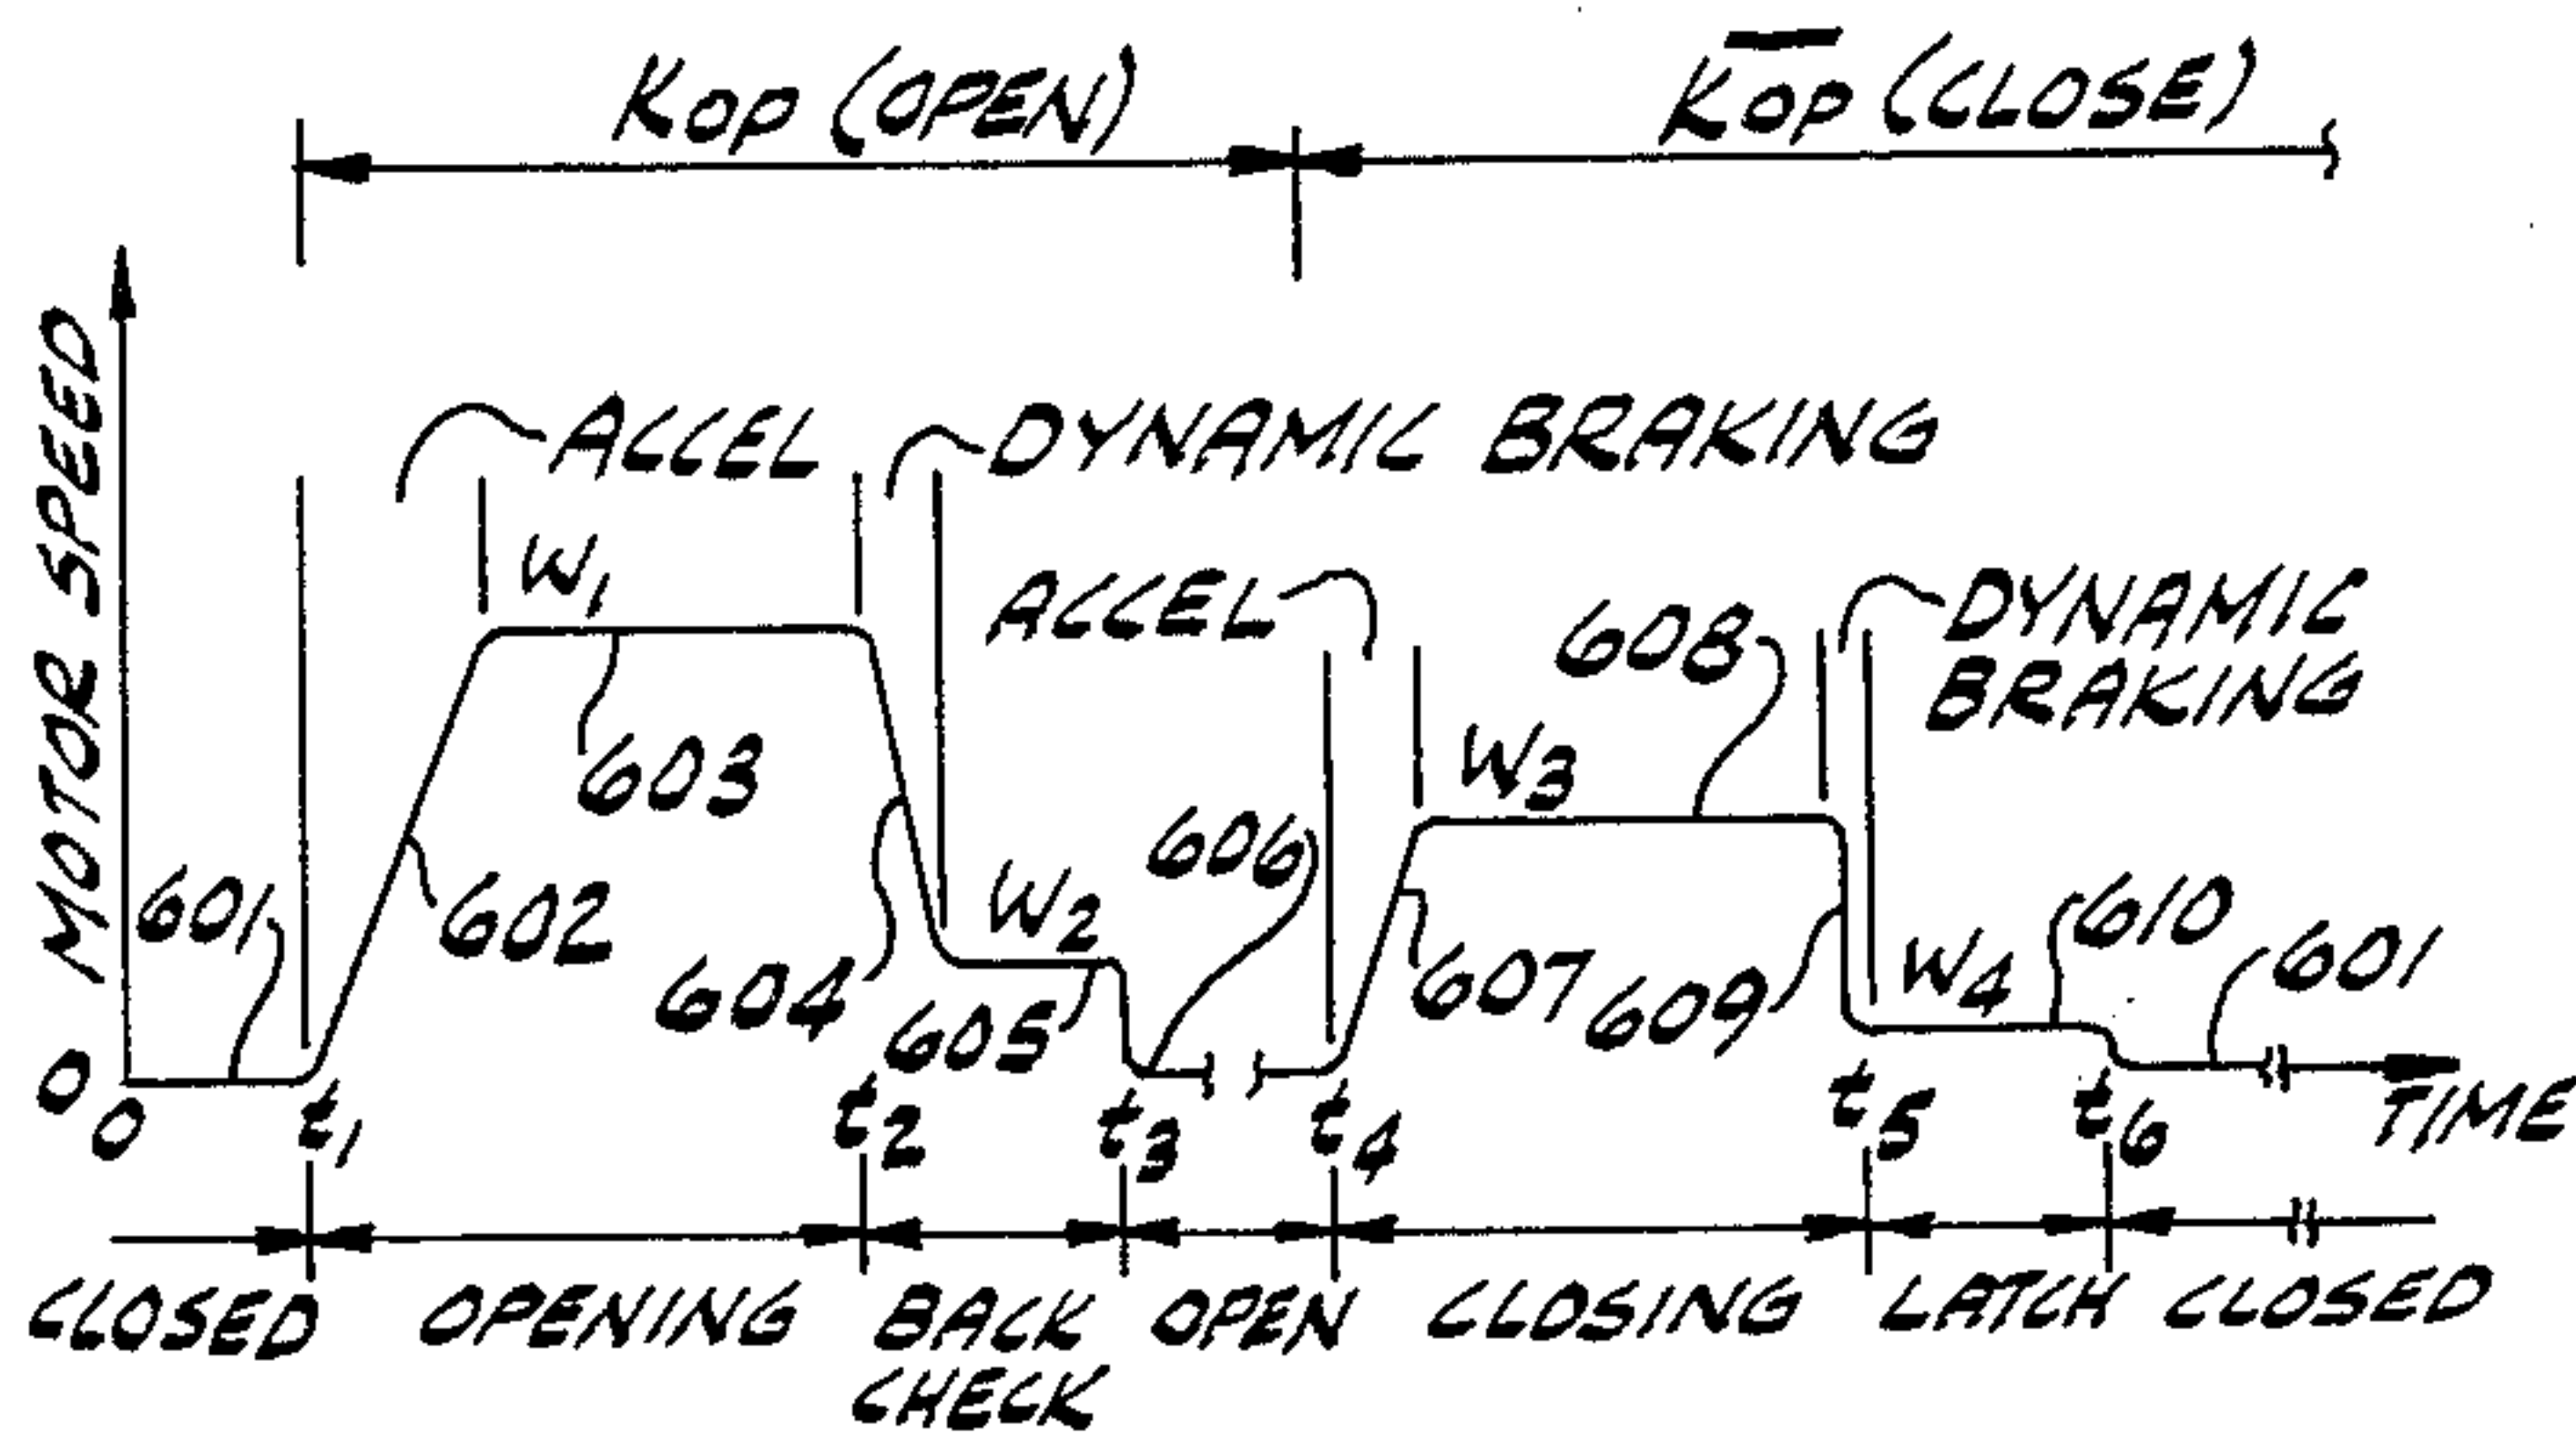 Kop (OPEN)
K̅o̅p̅ (CLOSE)
MOTOR SPEED
ACCEL
DYNAMIC BRAKING
W1
ACCEL
608
DYNAMIC
BRAKING
603
W3
606
601
602
W2
604
605
607
609
W4
610
601
0
0
t1
t2
t3
t4
t5
t6
TIME
CLOSED
OPENING
BACK
CHECK
OPEN
CLOSING
LATCH
CLOSED